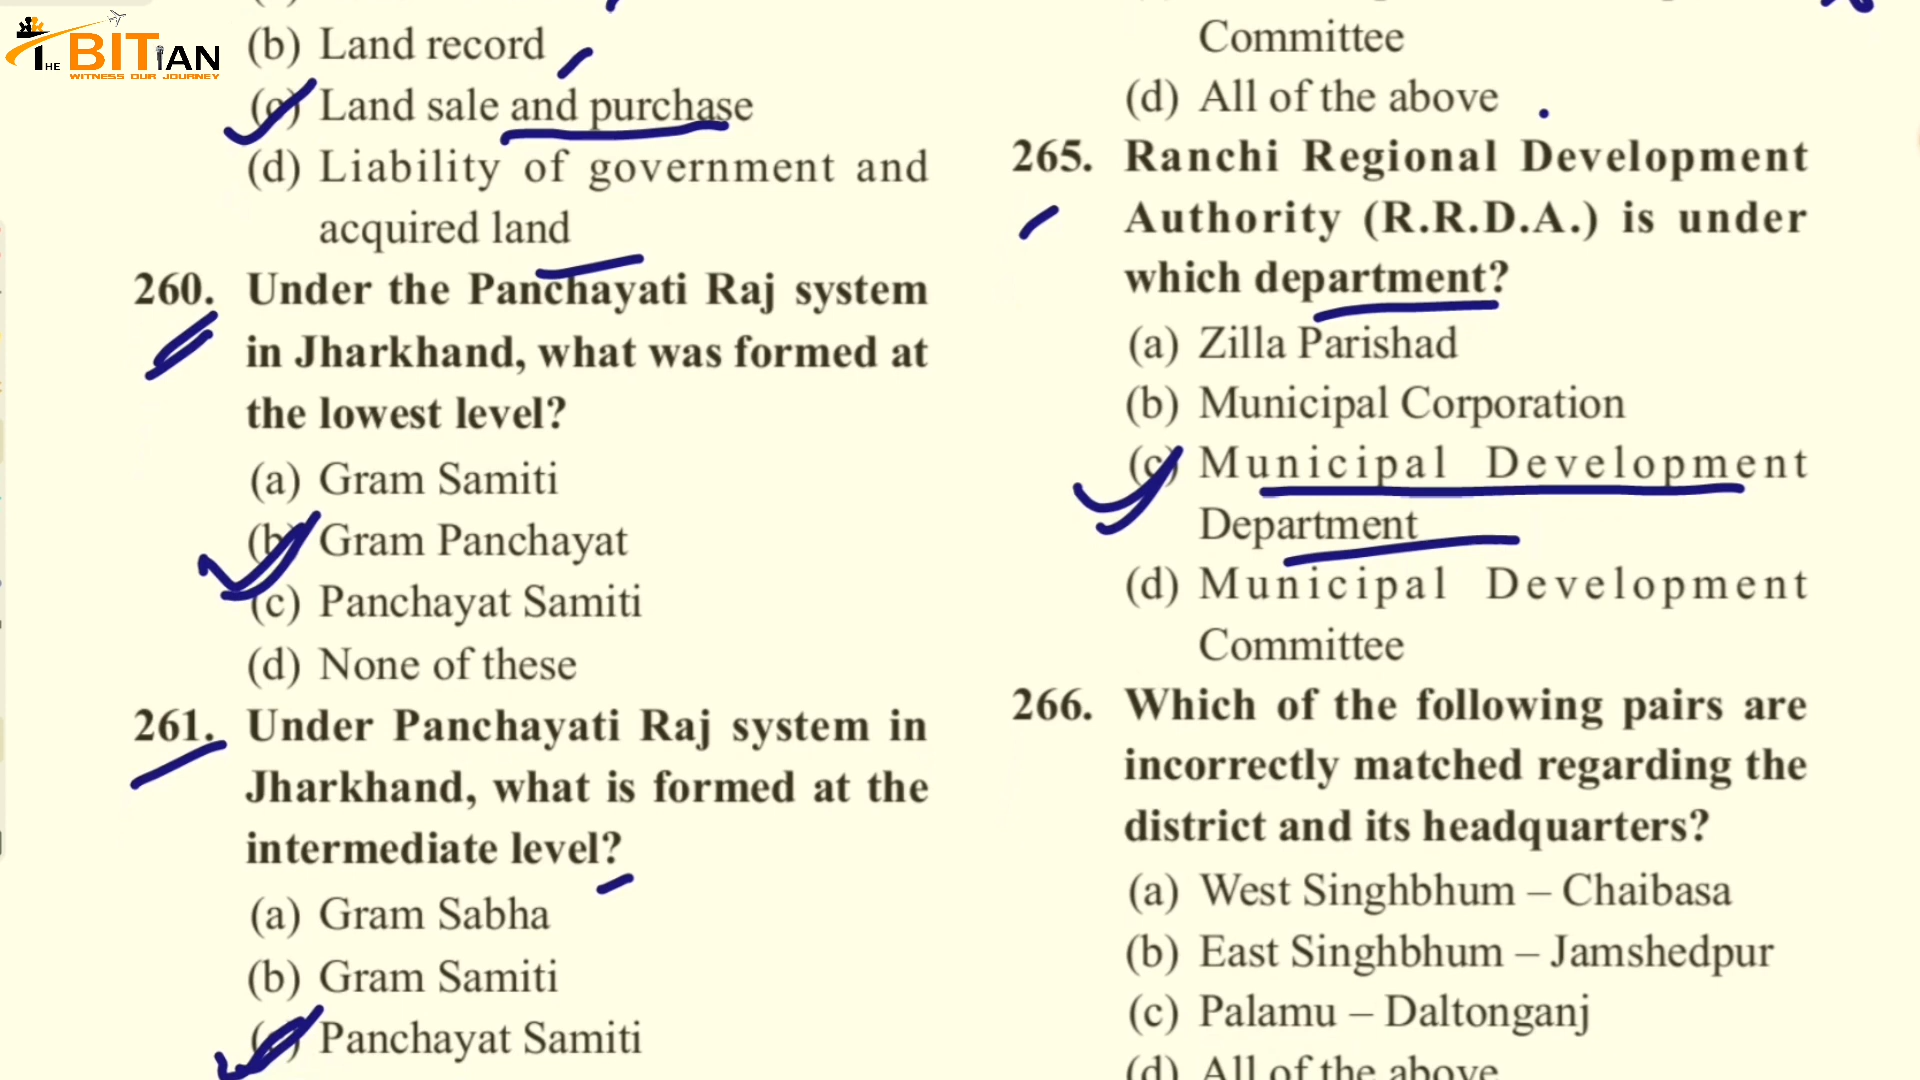 THE BITIAN
WITNESS OUR JOURNEY
(b) Land record
(c) Land sale and purchase
(d) Liability of government and
acquired land
260. Under the Panchayati Raj system
in Jharkhand, what was formed at
the lowest level?
(a) Gram Samiti
(b) Gram Panchayat
(c) Panchayat Samiti
(d) None of these
261. Under Panchayati Raj system in
Jharkhand, what is formed at the
intermediate level?
(a) Gram Sabha
(b) Gram Samiti
(c) Panchayat Samiti
Committee
(d) All of the above
265. Ranchi Regional Development
Authority (R.R.D.A.) is under
which department?
(a) Zilla Parishad
(b) Municipal Corporation
(c) Municipal Development
Department
(d) Municipal Development
Committee
266. Which of the following pairs are
incorrectly matched regarding the
district and its headquarters?
(a) West Singhbhum – Chaibasa
(b) East Singhbhum – Jamshedpur
(c) Palamu – Daltonganj
(d) All of the above